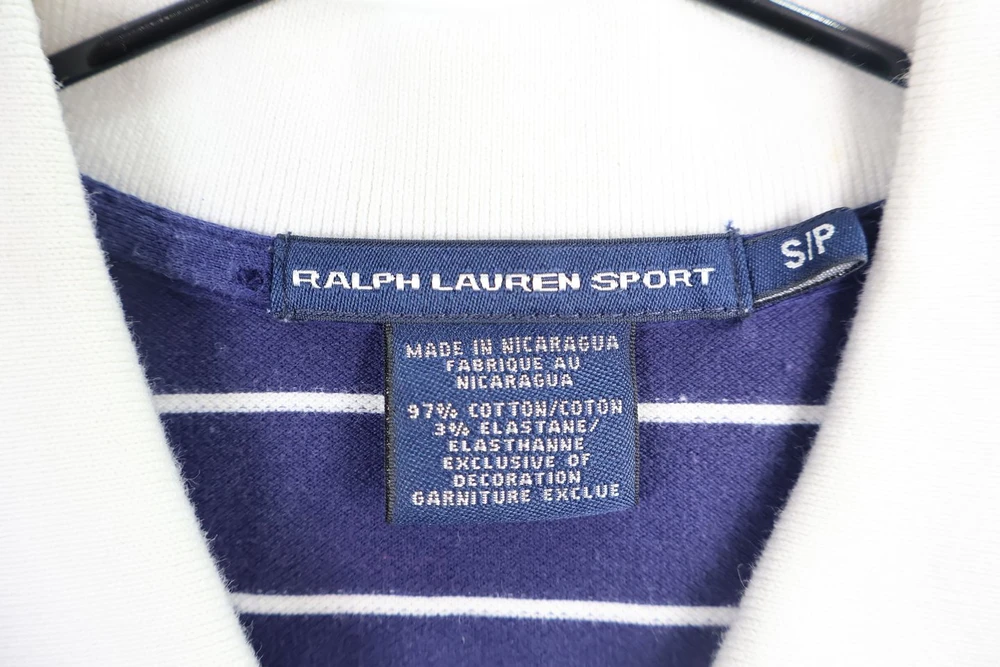 RALPH LAUREN SPORT
S/P
MADE IN NICARAGUA
FABRIQUE AU
NICARAGUA
97% COTTON/COTON
3% ELASTANE/
ELASTHANNE
EXCLUSIVE OF
DECORATION
GARNITURE EXCLUE